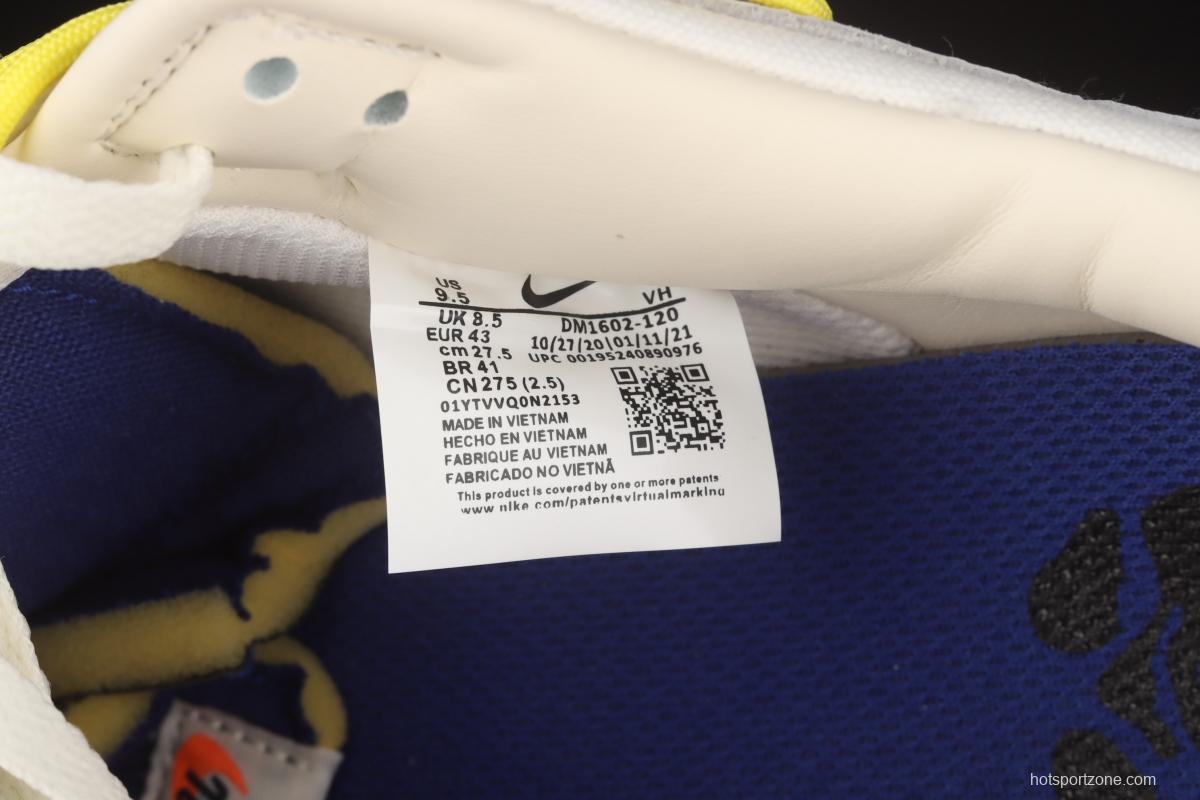 US
9.5 VH
UK 8.5 DM1602-120
EUR 43 10/27/20|01/11/21
cm 27.5 UPC 00195240890976
BR 41
CN 275 (2.5)
01YTVVQ0N2153
MADE IN VIETNAM
HECHO EN VIETNAM
FABRIQUE AU VIETNAM
FABRICADO NO VIETNÃ
This product is covered by one or more patents
www.nike.com/patentsvirtualmarking
hotsportzone.com